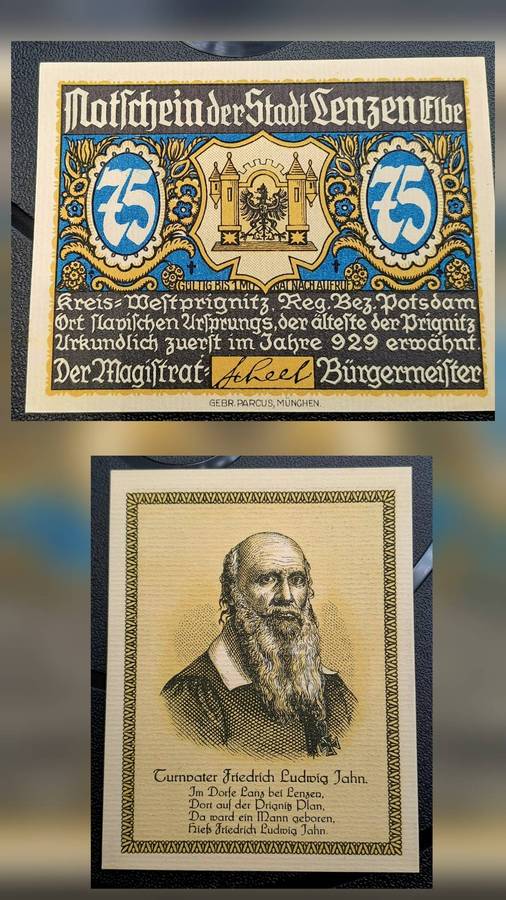 Notschein der Stadt Lenzen Elbe
75
75
GÜLTIG BIS 1 MONAT NACH AUFRUF
Kreis=Westprignitz, Reg. Bez. Potsdam
Ort slavischen Ursprungs, der älteste der Prignitz
Urkundlich zuerst im Jahre 929 erwähnt
Der Magistrat: Scheel Bürgermeister
GEBR. PARCUS, MÜNCHEN.
Turnvater Friedrich Ludwig Jahn.
Im Dorfe Lanz bei Lenzen,
Dort auf der Prignitz Plan,
Da ward ein Mann geboren,
Hieß Friedrich Ludwig Jahn.